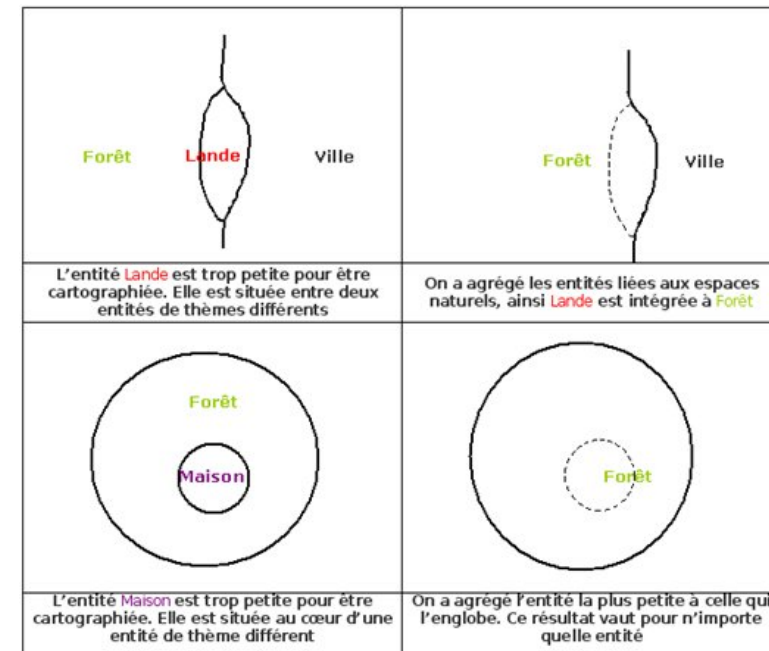 Forêt Lande Ville
Forêt Ville
L'entité Lande est trop petite pour être
cartographiée. Elle est située entre deux
entités de thèmes différents
On a agrégé les entités liées aux espaces
naturels, ainsi Lande est intégrée à Forêt
Forêt
Maison
Forêt
L'entité Maison est trop petite pour être
cartographiée. Elle est située au cœur d'une
entité de thème différent
On a agrégé l'entité la plus petite à celle qui
l'englobe. Ce résultat vaut pour n'importe
quelle entité